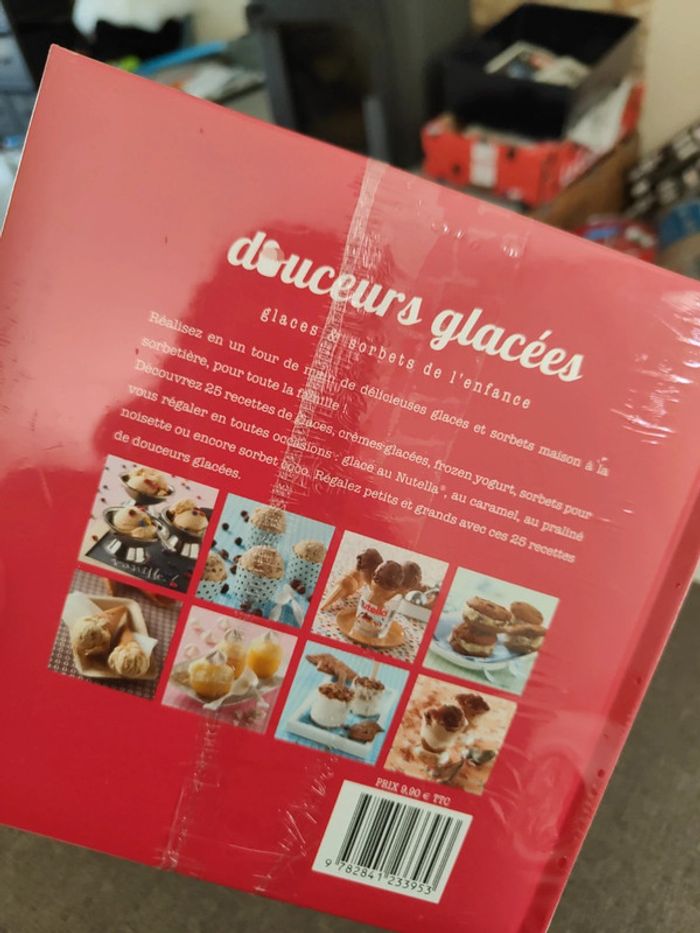 douceurs glacées
glaces & sorbets de l'enfance
Réalisez en un tour de main de délicieuses glaces et sorbets maison à la
sorbetière, pour toute la famille !
Découvrez 25 recettes de glaces, crèmes glacées, frozen yogurt, sorbets pour
vous régaler en toutes occasions : glace au Nutella®, au caramel, au praliné
noisette ou encore sorbet coco. Régalez petits et grands avec ces 25 recettes
de douceurs glacées.
vanille !
nutella
PRIX 9,90 € TTC
9 782841 233953